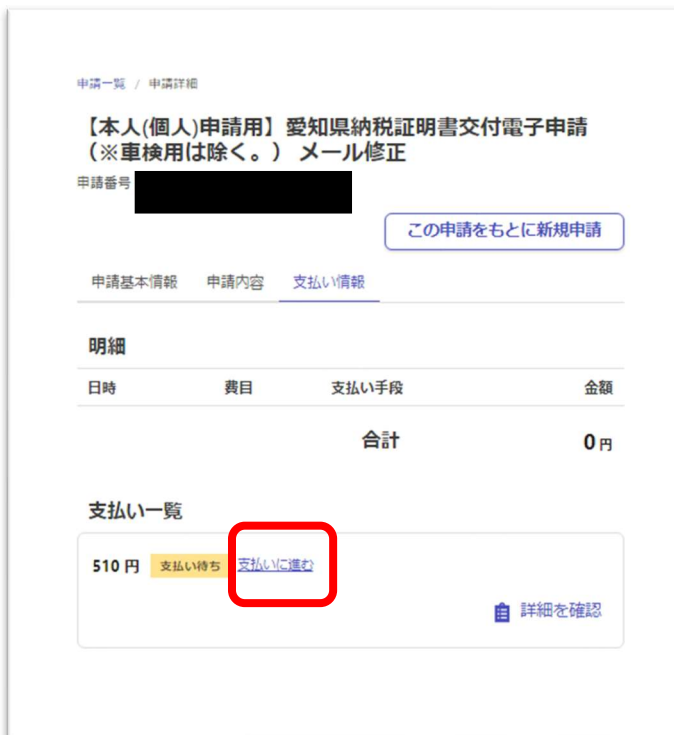 申請一覧 / 申請詳細
【本人(個人)申請用】愛知県納税証明書交付電子申請
（※車検用は除く。） メール修正
申請番号
この申請をもとに新規申請
申請基本情報 申請内容 支払い情報
明細
日時 費目 支払い手段 金額
合計 0 円
支払い一覧
510 円 支払い待ち 支払いに進む
詳細を確認